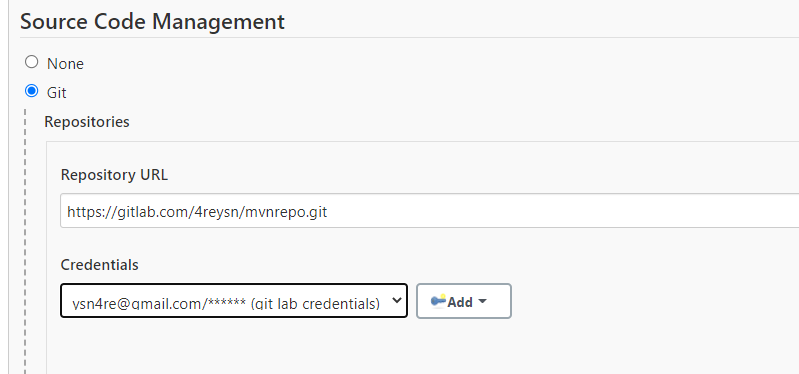 Source Code Management
None
Git
Repositories
Repository URL
https://gitlab.com/4reysn/mvnrepo.git
Credentials
ysn4re@gmail.com/****** (git lab credentials)
Add